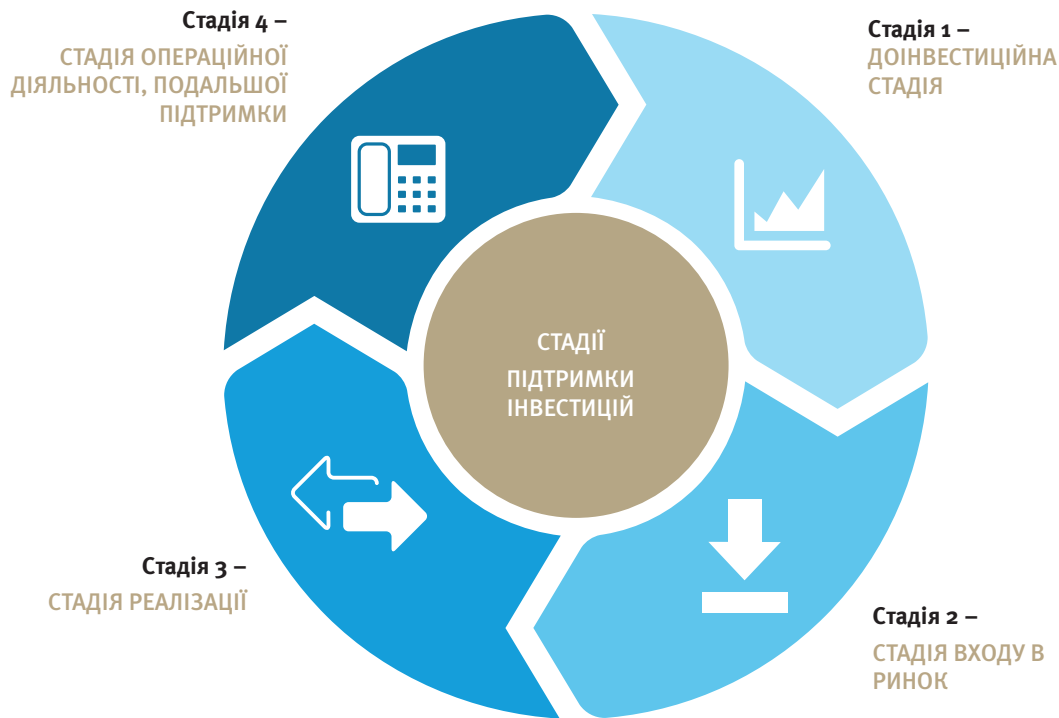 Стадія 4 –
СТАДІЯ ОПЕРАЦІЙНОЇ
ДІЯЛЬНОСТІ, ПОДАЛЬШОЇ
ПІДТРИМКИ
Стадія 1 –
ДОІНВЕСТИЦІЙНА
СТАДІЯ
СТАДІЇ
ПІДТРИМКИ
ІНВЕСТИЦІЙ
Стадія 3 –
СТАДІЯ РЕАЛІЗАЦІЇ
Стадія 2 –
СТАДІЯ ВХОДУ В
РИНОК